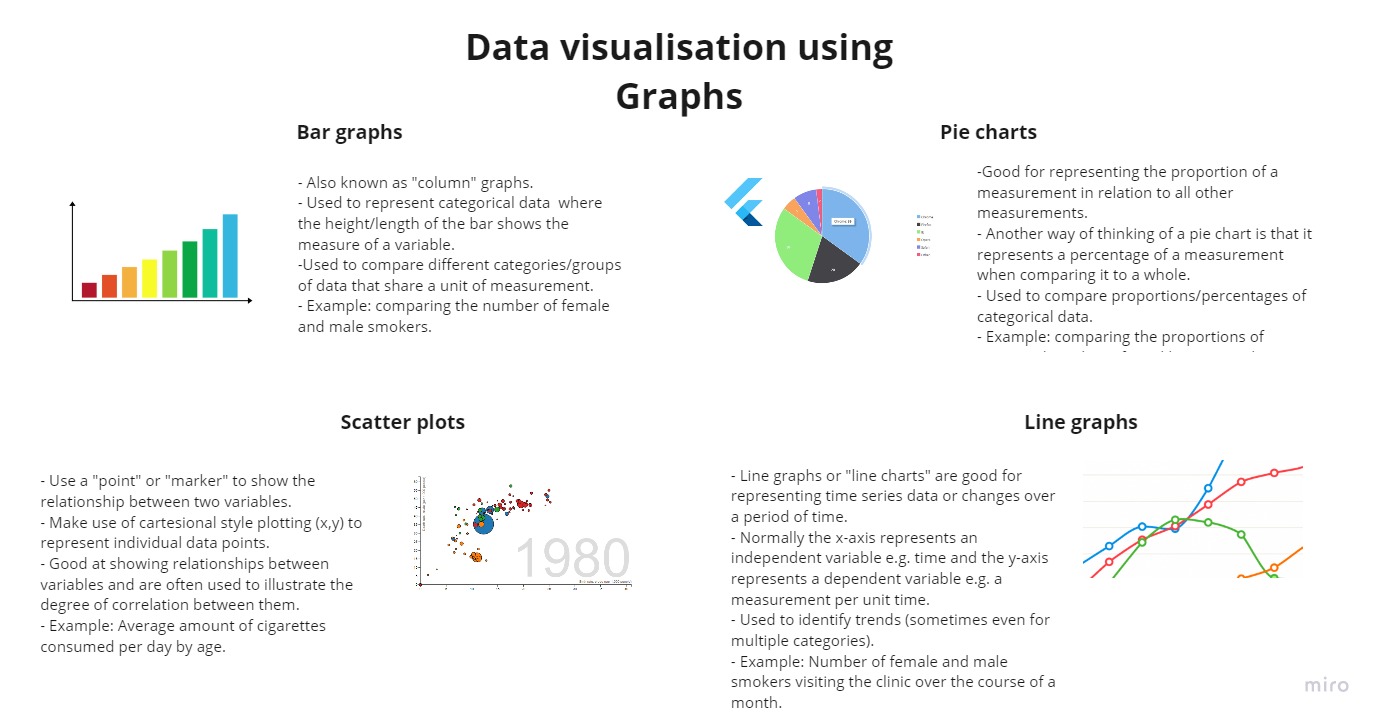 Data visualisation using
Graphs
Bar graphs
- Also known as "column" graphs.
- Used to represent categorical data  where
the height/length of the bar shows the
measure of a variable.
-Used to compare different categories/groups
of data that share a unit of measurement.
- Example: comparing the number of female
and male smokers.
Pie charts
-Good for representing the proportion of a
measurement in relation to all other
measurements.
- Another way of thinking of a pie chart is that it
represents a percentage of a measurement
when comparing it to a whole.
- Used to compare proportions/percentages of
categorical data.
- Example: comparing the proportions of
Scatter plots
- Use a "point" or "marker" to show the
relationship between two variables.
- Make use of cartesional style plotting (x,y) to
represent individual data points.
- Good at showing relationships between
variables and are often used to illustrate the
degree of correlation between them.
- Example: Average amount of cigarettes
consumed per day by age.
1980
Line graphs
- Line graphs or "line charts" are good for
representing time series data or changes over
a period of time.
- Normally the x-axis represents an
independent variable e.g. time and the y-axis
represents a dependent variable e.g. a
measurement per unit time.
- Used to identify trends (sometimes even for
multiple categories).
- Example: Number of female and male
smokers visiting the clinic over the course of a
month.
miro